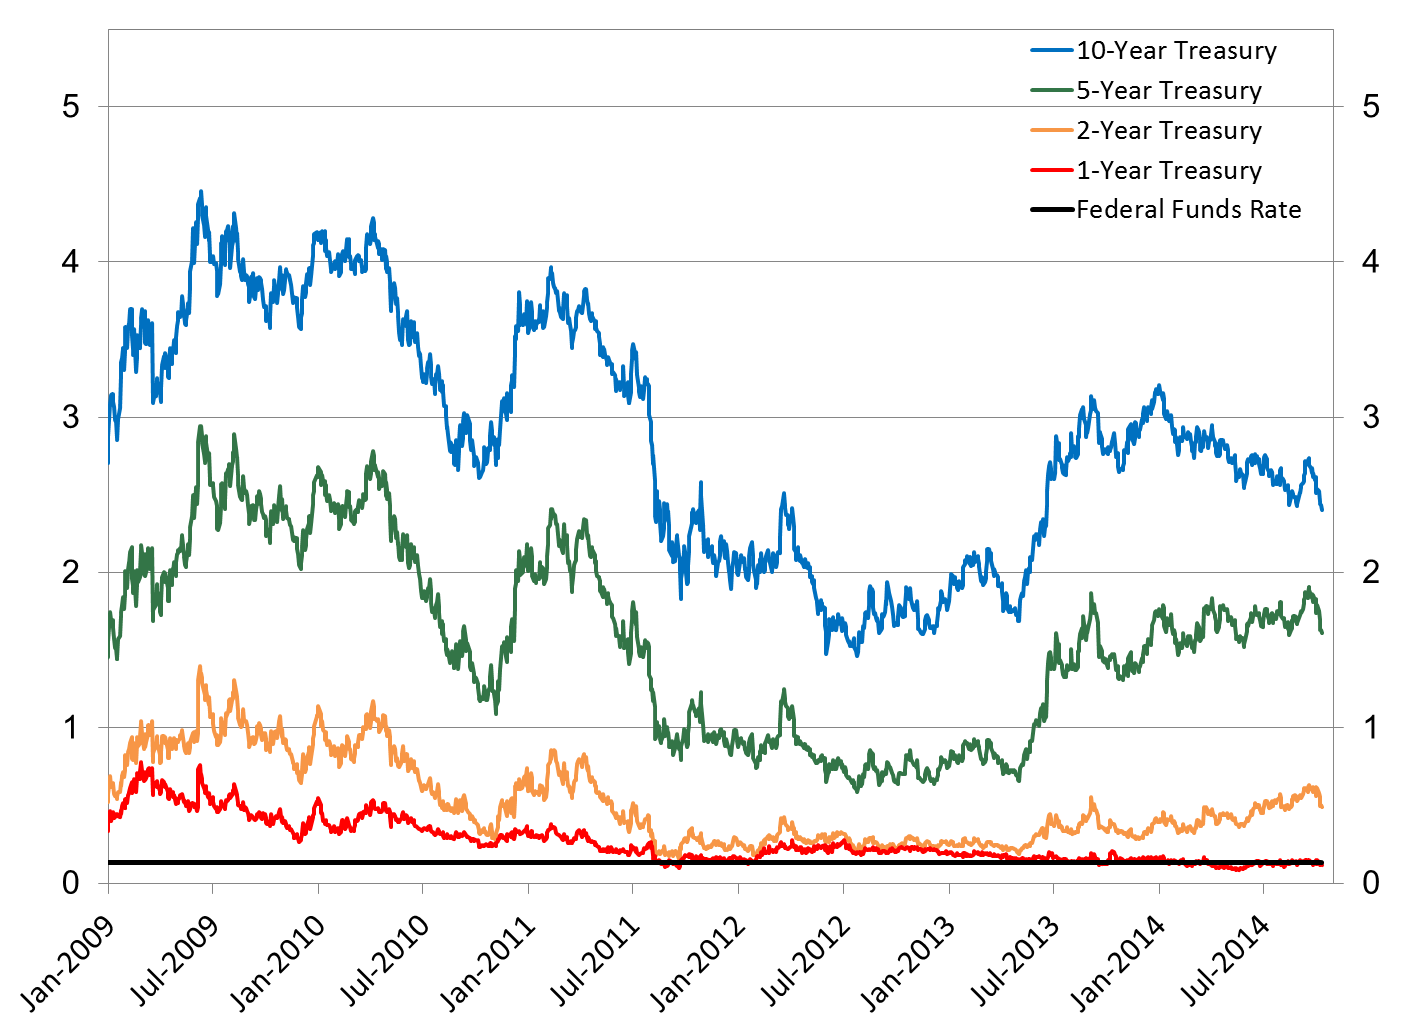 10-Year Treasury
5-Year Treasury
2-Year Treasury
1-Year Treasury
Federal Funds Rate
5 5
4 4
3 3
2 2
1 1
0 0
Jan-2009 Jul-2009 Jan-2010 Jul-2010 Jan-2011 Jul-2011 Jan-2012 Jul-2012 Jan-2013 Jul-2013 Jan-2014 Jul-2014